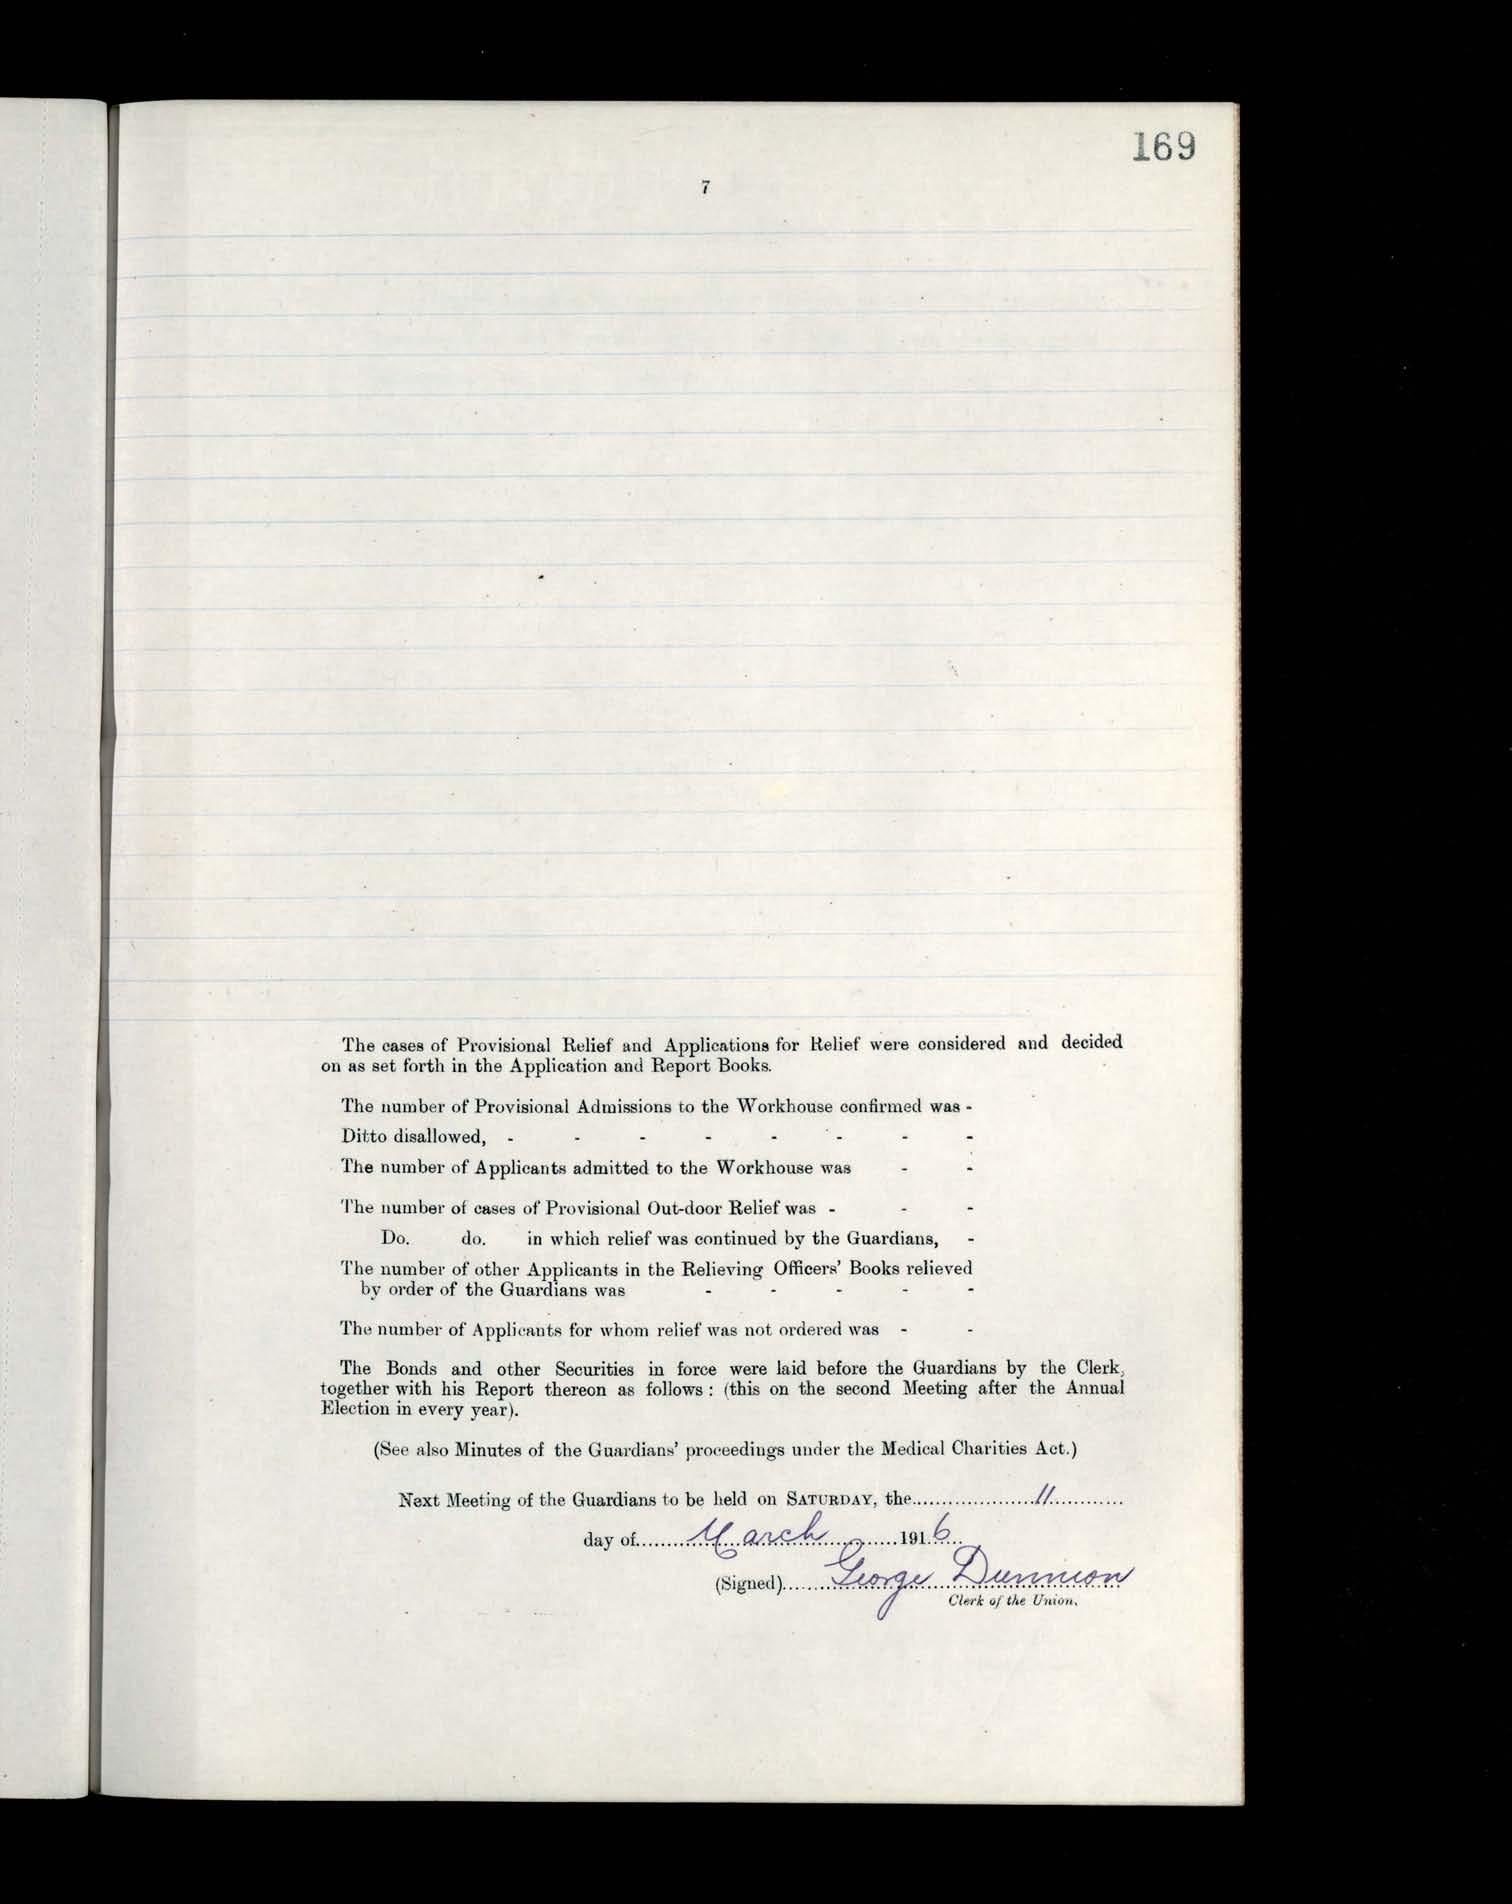 169
7
The cases of Provisional Relief and Applications for Relief were considered and decided
on as set forth in the Application and Report Books.
The number of Provisional Admissions to the Workhouse confirmed was -
Ditto disallowed, - - - - - - - -
The number of Applicants admitted to the Workhouse was - -
The number of cases of Provisional Out-door Relief was - - -
Do. do. in which relief was continued by the Guardians, -
The number of other Applicants in the Relieving Officers' Books relieved
by order of the Guardians was - - - - -
The number of Applicants for whom relief was not ordered was - -
The Bonds and other Securities in force were laid before the Guardians by the Clerk,
together with his Report thereon as follows : (this on the second Meeting after the Annual
Election in every year).
(See also Minutes of the Guardians' proceedings under the Medical Charities Act.)
Next Meeting of the Guardians to be held on SATURDAY, the 11
day of March 1916
(Signed) George Dunnion
Clerk of the Union.